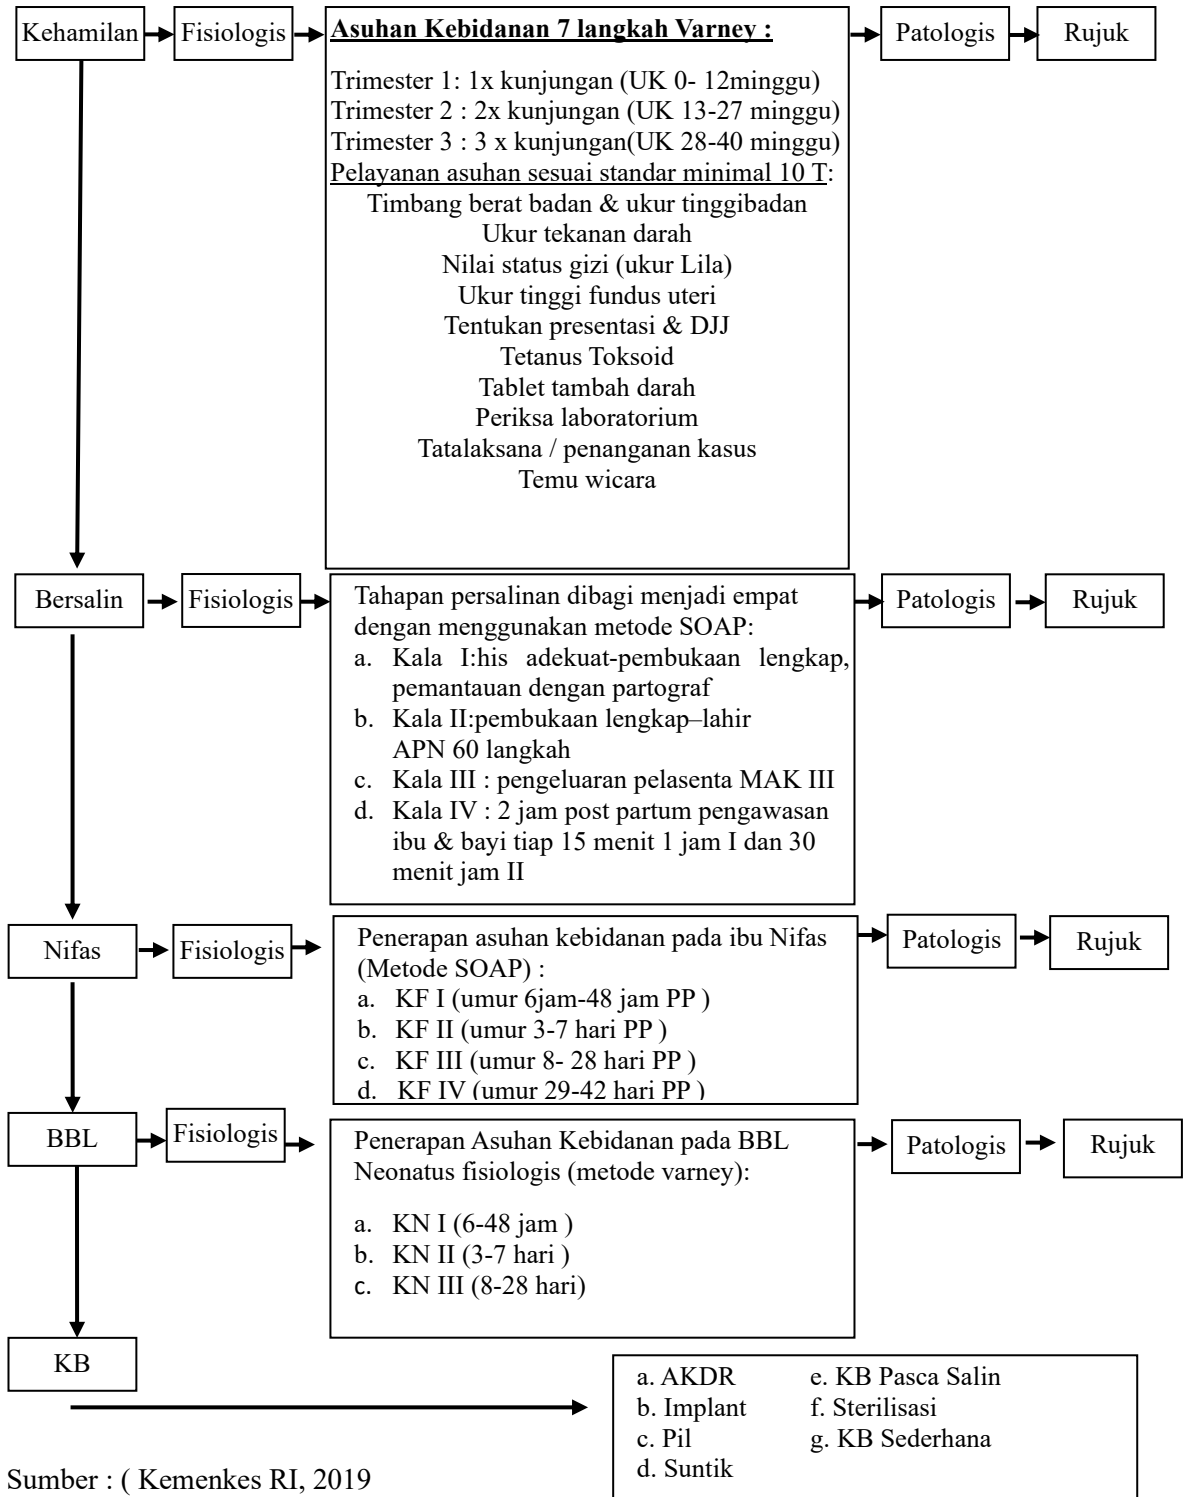 Kehamilan
Fisiologis
Asuhan Kebidanan 7 langkah Varney :
Patologis
Rujuk
Trimester 1: 1x kunjungan (UK 0- 12minggu)
Trimester 2 : 2x kunjungan (UK 13-27 minggu)
Trimester 3 : 3 x kunjungan(UK 28-40 minggu)
Pelayanan asuhan sesuai standar minimal 10 T:
Timbang berat badan & ukur tinggibadan
Ukur tekanan darah
Nilai status gizi (ukur Lila)
Ukur tinggi fundus uteri
Tentukan presentasi & DJJ
Tetanus Toksoid
Tablet tambah darah
Periksa laboratorium
Tatalaksana / penanganan kasus
Temu wicara
Bersalin
Fisiologis
Tahapan persalinan dibagi menjadi empat
dengan menggunakan metode SOAP:
a. Kala I:his adekuat-pembukaan lengkap,
pemantauan dengan partograf
b. Kala II:pembukaan lengkap–lahir
APN 60 langkah
c. Kala III : pengeluaran pelasenta MAK III
d. Kala IV : 2 jam post partum pengawasan
ibu & bayi tiap 15 menit 1 jam I dan 30
menit jam II
Patologis
Rujuk
Nifas
Fisiologis
Penerapan asuhan kebidanan pada ibu Nifas
(Metode SOAP) :
a. KF I (umur 6jam-48 jam PP )
b. KF II (umur 3-7 hari PP )
c. KF III (umur 8- 28 hari PP )
d. KF IV (umur 29-42 hari PP )
Patologis
Rujuk
BBL
Fisiologis
Penerapan Asuhan Kebidanan pada BBL
Neonatus fisiologis (metode varney):
a. KN I (6-48 jam )
b. KN II (3-7 hari )
c. KN III (8-28 hari)
Patologis
Rujuk
KB
a. AKDR
b. Implant
c. Pil
d. Suntik
e. KB Pasca Salin
f. Sterilisasi
g. KB Sederhana
Sumber : ( Kemenkes RI, 2019